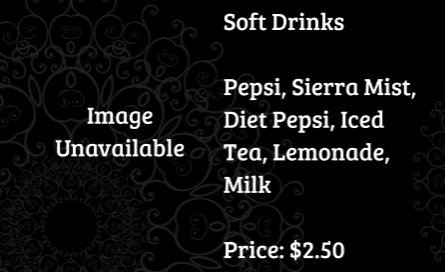 Soft Drinks
Image
Unavailable
Pepsi, Sierra Mist,
Diet Pepsi, Iced
Tea, Lemonade,
Milk
Price: $2.50